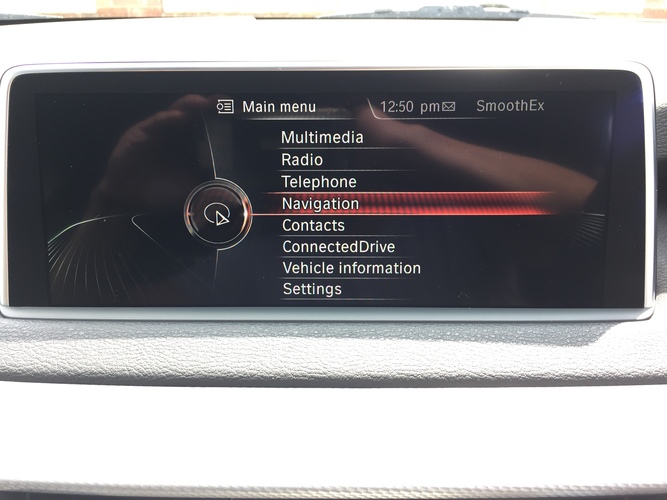 Main menu 12:50 pm SmoothEx
Multimedia
Radio
Telephone
Navigation
Contacts
ConnectedDrive
Vehicle information
Settings